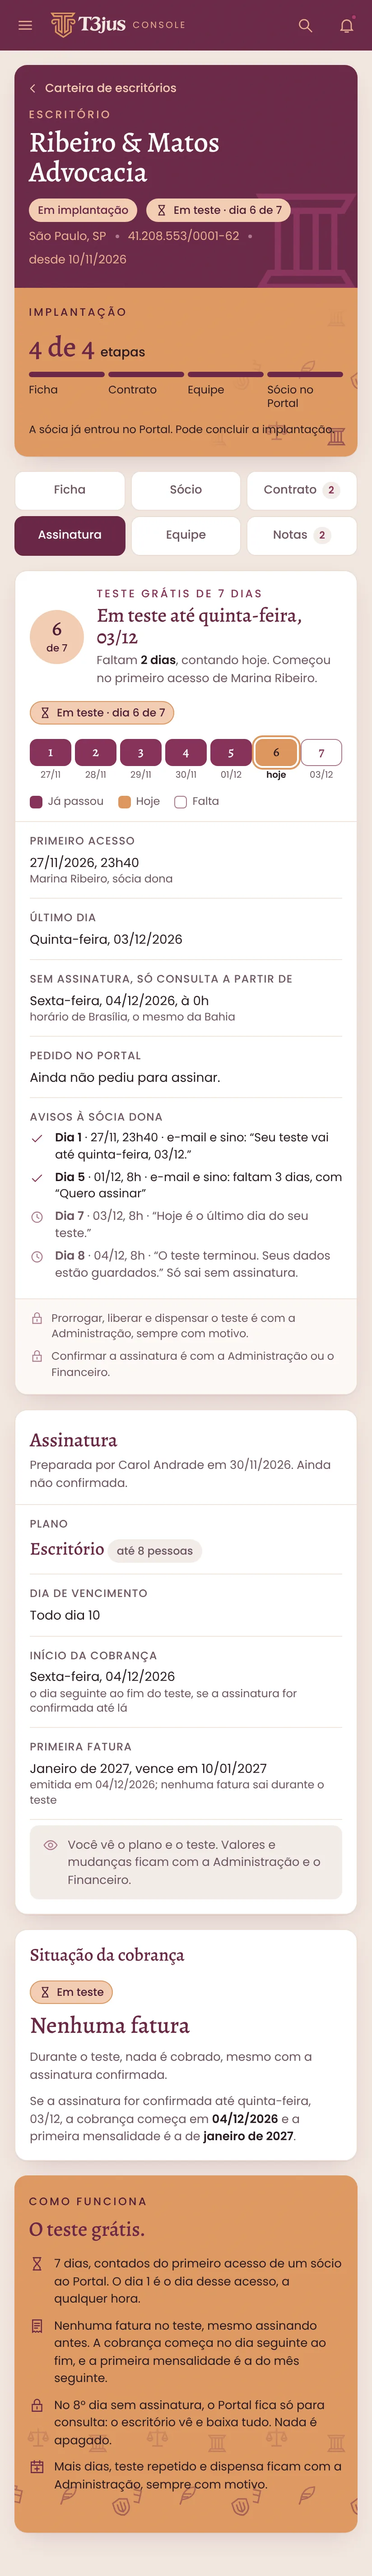 T3jus CONSOLE
Carteira de escritórios
ESCRITÓRIO
Ribeiro & Matos
Advocacia
Em implantação
Em teste · dia 6 de 7
São Paulo, SP • 41.208.553/0001-62 •
desde 10/11/2026
IMPLANTAÇÃO
4 de 4 etapas
Ficha
Contrato
Equipe
Sócio no
Portal
A sócia já entrou no Portal. Pode concluir a implantação.
Ficha
Sócio
Contrato 2
Assinatura
Equipe
Notas 2
6
de 7
TESTE GRÁTIS DE 7 DIAS
Em teste até quinta-feira,
03/12
Faltam 2 dias, contando hoje. Começou
no primeiro acesso de Marina Ribeiro.
Em teste · dia 6 de 7
1 2 3 4 5 6 7
27/11 28/11 29/11 30/11 01/12 hoje 03/12
Já passou
Hoje
Falta
PRIMEIRO ACESSO
27/11/2026, 23h40
Marina Ribeiro, sócia dona
ÚLTIMO DIA
Quinta-feira, 03/12/2026
SEM ASSINATURA, SÓ CONSULTA A PARTIR DE
Sexta-feira, 04/12/2026, à 0h
horário de Brasília, o mesmo da Bahia
PEDIDO NO PORTAL
Ainda não pediu para assinar.
AVISOS À SÓCIA DONA
Dia 1 · 27/11, 23h40 · e-mail e sino: “Seu teste vai
até quinta-feira, 03/12.”
Dia 5 · 01/12, 8h · e-mail e sino: faltam 3 dias, com
“Quero assinar”
Dia 7 · 03/12, 8h · “Hoje é o último dia do seu
teste.”
Dia 8 · 04/12, 8h · “O teste terminou. Seus dados
estão guardados.” Só sai sem assinatura.
Prorrogar, liberar e dispensar o teste é com a
Administração, sempre com motivo.
Confirmar a assinatura é com a Administração ou o
Financeiro.
Assinatura
Preparada por Carol Andrade em 30/11/2026. Ainda
não confirmada.
PLANO
Escritório até 8 pessoas
DIA DE VENCIMENTO
Todo dia 10
INÍCIO DA COBRANÇA
Sexta-feira, 04/12/2026
o dia seguinte ao fim do teste, se a assinatura for
confirmada até lá
PRIMEIRA FATURA
Janeiro de 2027, vence em 10/01/2027
emitida em 04/12/2026; nenhuma fatura sai durante o
teste
Você vê o plano e o teste. Valores e
mudanças ficam com a Administração e o
Financeiro.
Situação da cobrança
Em teste
Nenhuma fatura
Durante o teste, nada é cobrado, mesmo com a
assinatura confirmada.
Se a assinatura for confirmada até quinta-feira,
03/12, a cobrança começa em 04/12/2026 e a
primeira mensalidade é a de janeiro de 2027.
COMO FUNCIONA
O teste grátis.
7 dias, contados do primeiro acesso de um sócio
ao Portal. O dia 1 é o dia desse acesso, a
qualquer hora.
Nenhuma fatura no teste, mesmo assinando
antes. A cobrança começa no dia seguinte ao
fim, e a primeira mensalidade é a do mês
seguinte.
No 8º dia sem assinatura, o Portal fica só para
consulta: o escritório vê e baixa tudo. Nada é
apagado.
Mais dias, teste repetido e dispensa ficam com a
Administração, sempre com motivo.